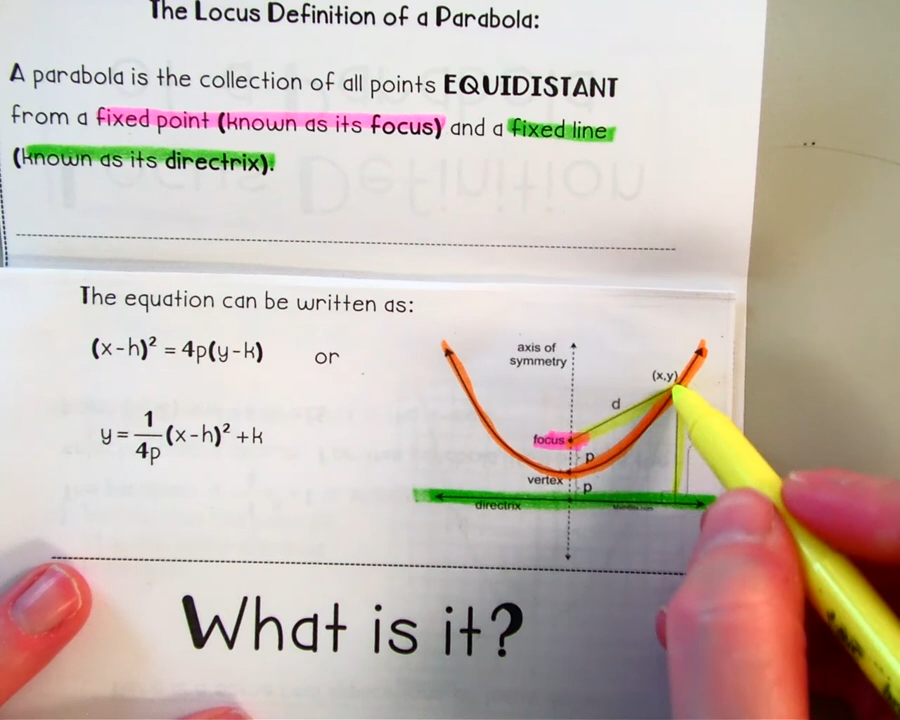 The Locus Definition of a Parabola:
A parabola is the collection of all points EQUIDISTANT
from a fixed point (known as its focus) and a fixed line
(known as its directrix).
The equation can be written as:
(x-h)² = 4p(y-k) or
y = 1/4p (x-h)² + k
axis of
symmetry
(x,y)
d
focus
p
vertex
p
directrix
What is it?